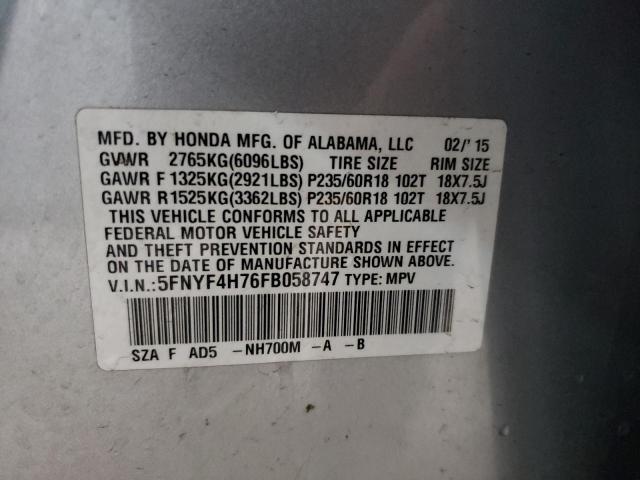 MFD. BY HONDA MFG. OF ALABAMA, LLC 02/' 15
GVWR 2765KG(6096LBS) TIRE SIZE RIM SIZE
GAWR F 1325KG(2921LBS) P235/60R18 102T 18X7.5J
GAWR R1525KG(3362LBS) P235/60R18 102T 18X7.5J
THIS VEHICLE CONFORMS TO ALL APPLICABLE
FEDERAL MOTOR VEHICLE SAFETY
AND THEFT PREVENTION STANDARDS IN EFFECT
ON THE DATE OF MANUFACTURE SHOWN ABOVE.
V.I.N.:5FNYF4H76FB058747 TYPE: MPV
SZA F AD5 -NH700M -A -B